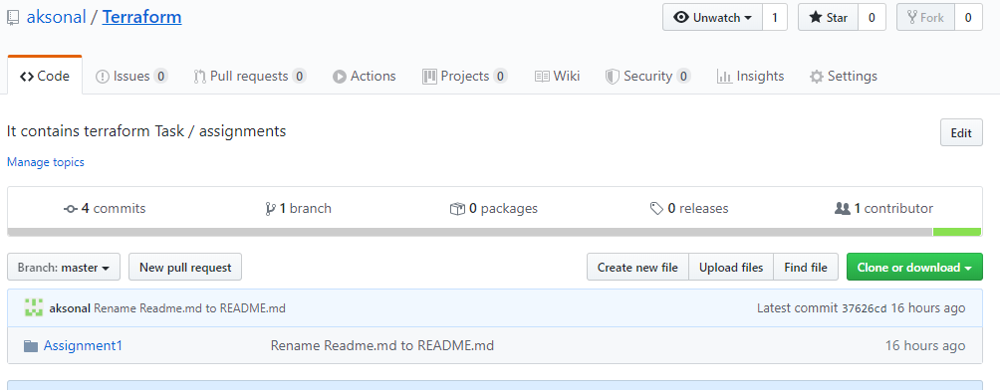 aksonal / Terraform Unwatch 1 Star 0 Fork 0
Code Issues 0 Pull requests 0 Actions Projects 0 Wiki Security 0 Insights Settings
It contains terraform Task / assignments Edit
Manage topics
4 commits 1 branch 0 packages 0 releases 1 contributor
Branch: master New pull request Create new file Upload files Find file Clone or download
aksonal Rename Readme.md to README.md Latest commit 37626cd 16 hours ago
Assignment1 Rename Readme.md to README.md 16 hours ago